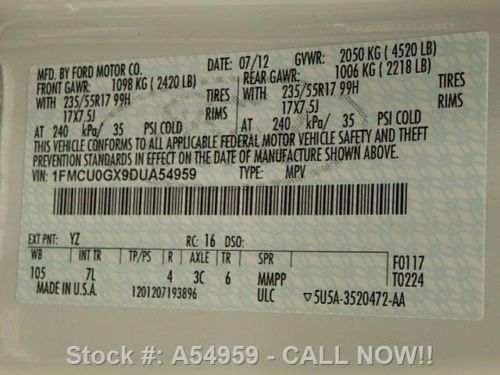 MFD. BY FORD MOTOR CO.
DATE: 07/12 GVWR: 2050 KG (4520 LB)
FRONT GAWR: 1098 KG (2420 LB) REAR GAWR: 1006 KG (2218 LB)
WITH 235/55R17 99H TIRES WITH 235/55R17 99H TIRES
17X7.5J RIMS 17X7.5J RIMS
AT 240 kPa/ 35 PSI COLD AT 240 kPa/ 35 PSI COLD
THIS VEHICLE CONFORMS TO ALL APPLICABLE FEDERAL MOTOR VEHICLE SAFETY AND THEFT
PREVENTION STANDARDS IN EFFECT ON THE DATE OF MANUFACTURE SHOWN ABOVE.
VIN: 1FMCU0GX9DUA54959 TYPE: MPV
EXT PNT: YZ RC: 16 DSO:
WB INT TR TP/PS R AXLE TR SPR F0117
105 7L 4 3C 6 MMPP T0224
MADE IN U.S.A. 1201207193896 ULC ▽5U5A-3520472-AA
Stock #: A54959 - CALL NOW!!